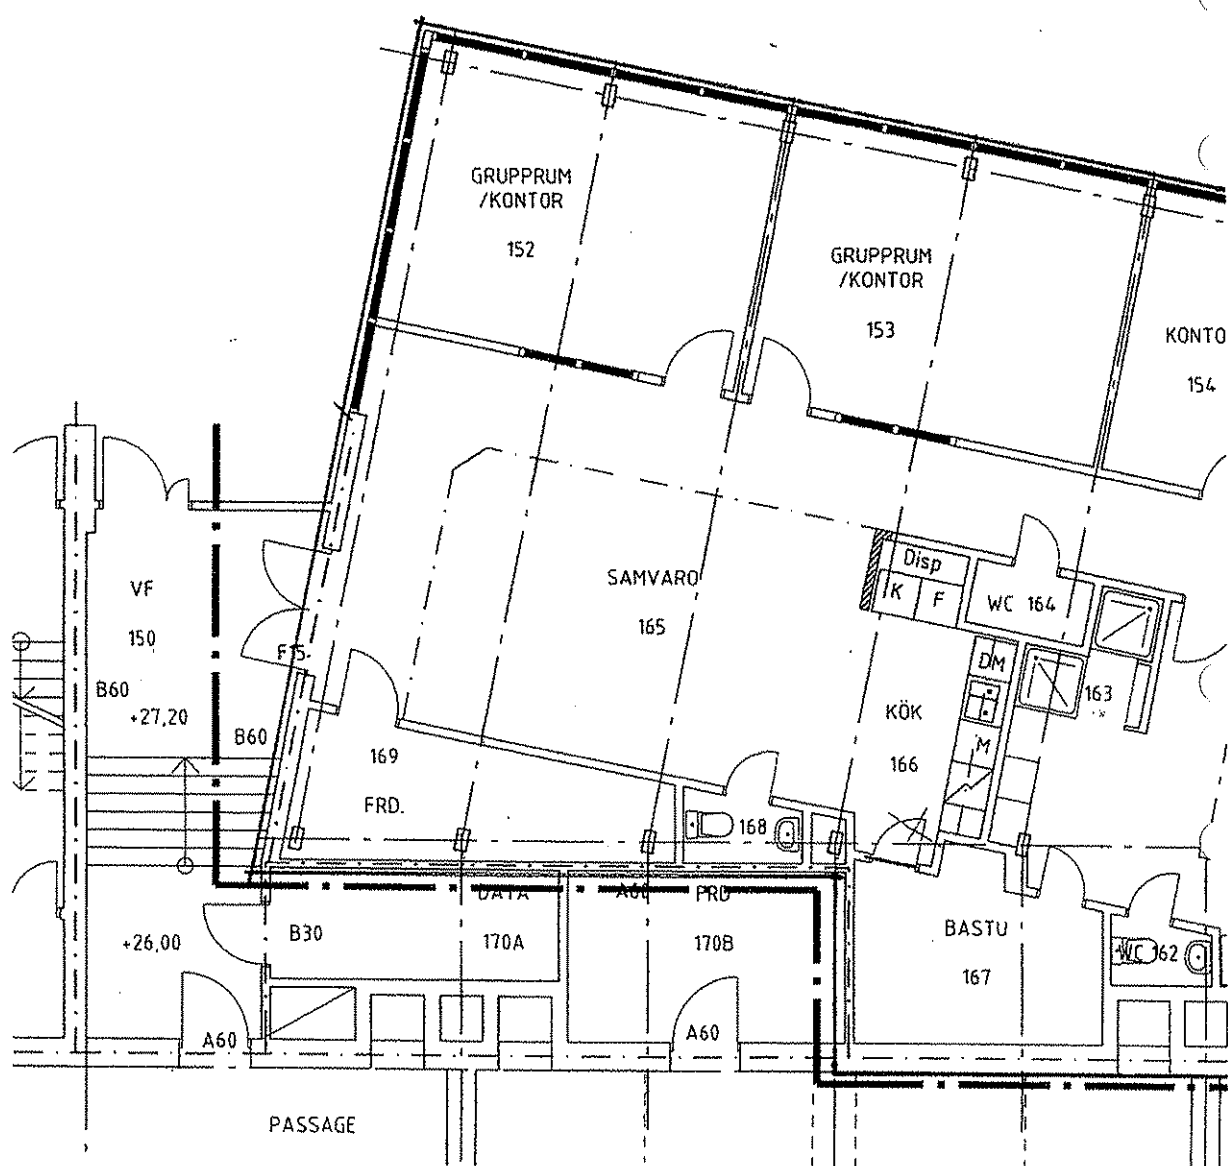 GRUPPRUM
/KONTOR
152
GRUPPRUM
/KONTOR
153
KONTO
154
VF
150
B60
+27,20
B60
F15
SAMVARO
165
Disp
K
F
WC 164
DM
163
KÖK
M
166
169
FRD.
168
DATA
A60
FRD
+26,00
B30
170A
170B
BASTU
167
WC 162
A60
A60
PASSAGE